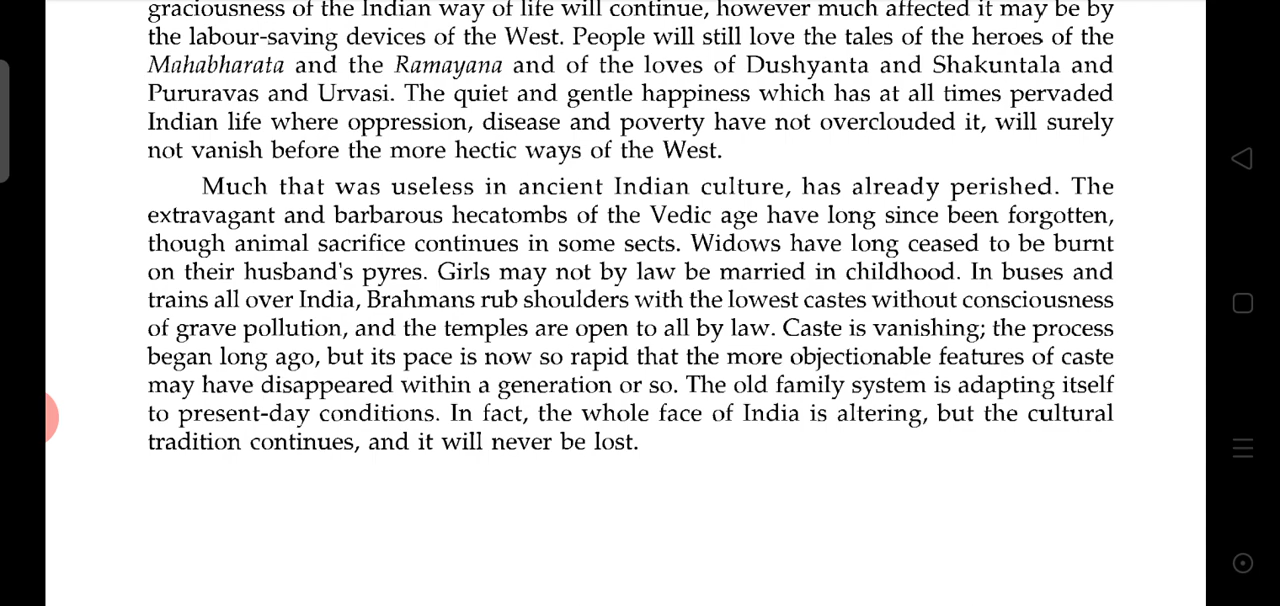 graciousness of the Indian way of life will continue, however much affected it may be by
the labour-saving devices of the West. People will still love the tales of the heroes of the
Mahabharata and the Ramayana and of the loves of Dushyanta and Shakuntala and
Pururavas and Urvasi. The quiet and gentle happiness which has at all times pervaded
Indian life where oppression, disease and poverty have not overclouded it, will surely
not vanish before the more hectic ways of the West.
Much that was useless in ancient Indian culture, has already perished. The
extravagant and barbarous hecatombs of the Vedic age have long since been forgotten,
though animal sacrifice continues in some sects. Widows have long ceased to be burnt
on their husband's pyres. Girls may not by law be married in childhood. In buses and
trains all over India, Brahmans rub shoulders with the lowest castes without consciousness
of grave pollution, and the temples are open to all by law. Caste is vanishing; the process
began long ago, but its pace is now so rapid that the more objectionable features of caste
may have disappeared within a generation or so. The old family system is adapting itself
to present-day conditions. In fact, the whole face of India is altering, but the cultural
tradition continues, and it will never be lost.